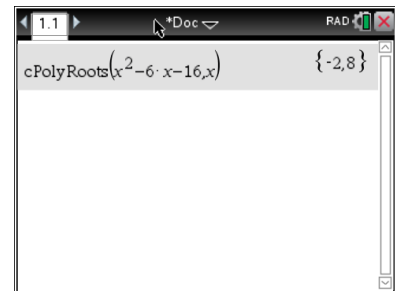 1.1 *Doc RAD
cPolyRoots(x²–6·x–16,x) {-2,8}